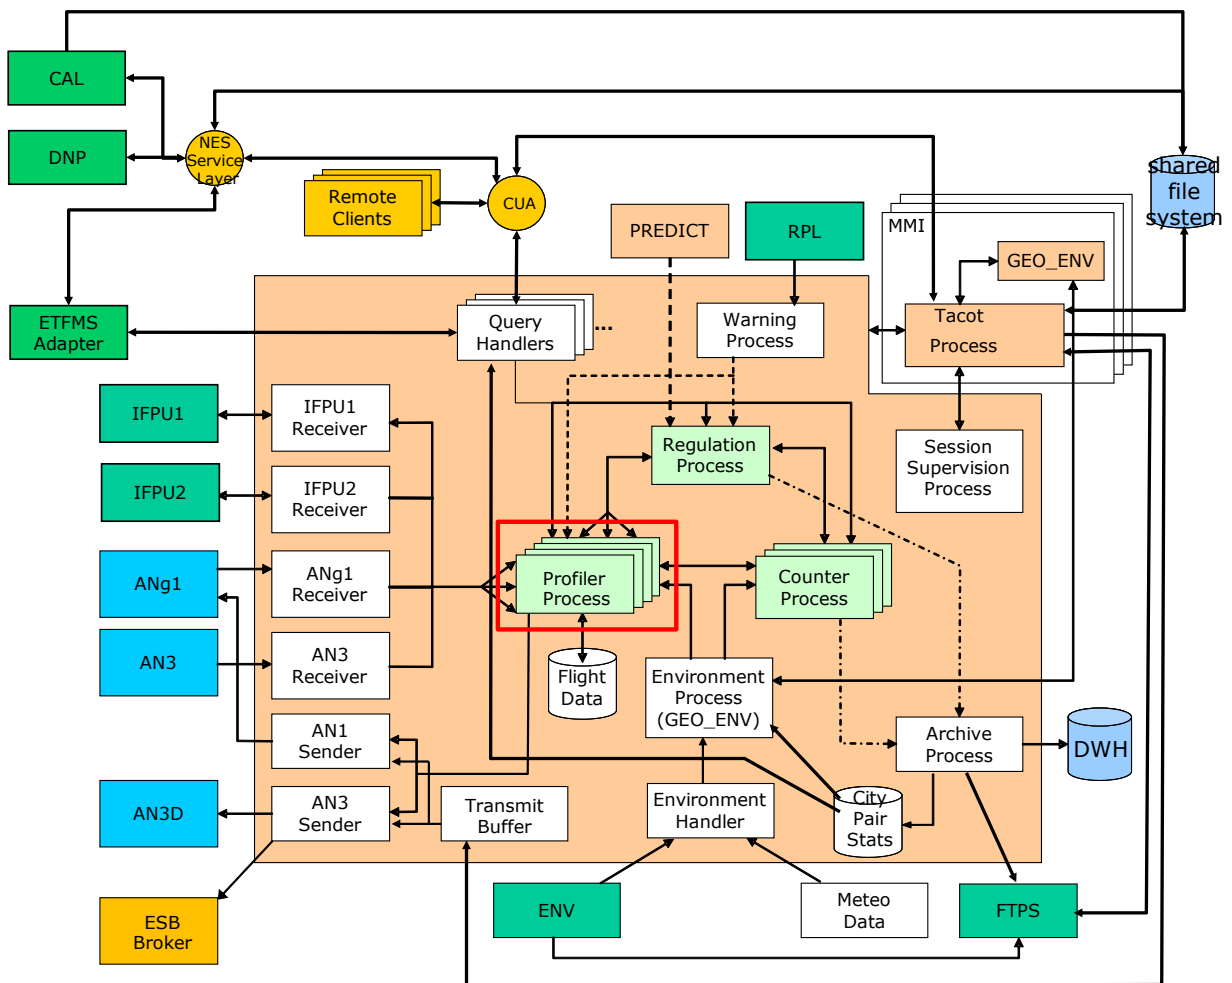 CAL
DNP
NES
Service
Layer
Remote
Clients
CUA
PREDICT
RPL
MMI
GEO_ENV
shared
file
system
Tacot
Process
ETFMS
Adapter
Query
Handlers
...
Warning
Process
IFPU1
IFPU1
Receiver
Regulation
Process
Session
Supervision
Process
IFPU2
IFPU2
Receiver
ANg1
ANg1
Receiver
Profiler
Process
Counter
Process
AN3
AN3
Receiver
Flight
Data
Environment
Process
(GEO_ENV)
AN1
Sender
Archive
Process
DWH
AN3D
AN3
Sender
Transmit
Buffer
Environment
Handler
City
Pair
Stats
ESB
Broker
ENV
Meteo
Data
FTPS